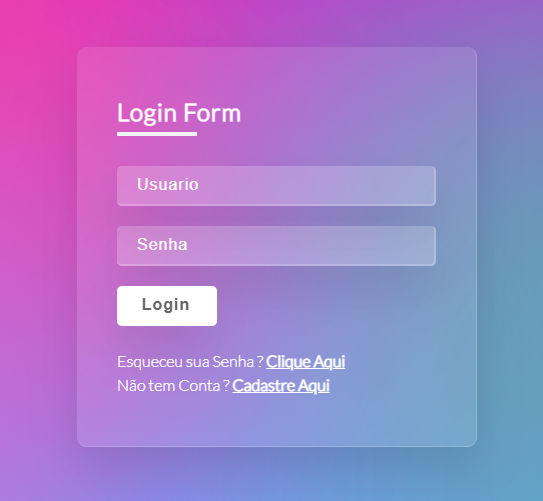 Login Form
Usuario
Senha
Login
Esqueceu sua Senha ? Clique Aqui
Não tem Conta ? Cadastre Aqui